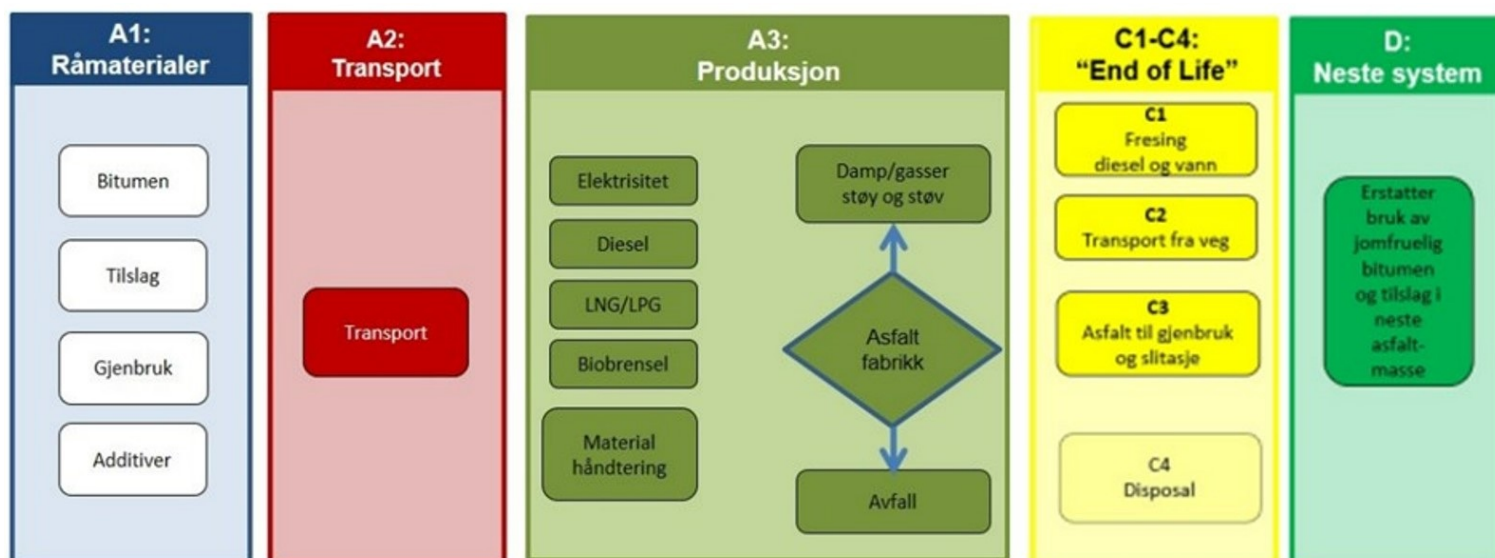 A1:
Råmaterialer
Bitumen
Tilslag
Gjenbruk
Additiver
A2:
Transport
Transport
A3:
Produksjon
Elektrisitet
Diesel
LNG/LPG
Biobrensel
Material
håndtering
Damp/gasser
støy og støv
Asfalt
fabrikk
Avfall
C1-C4:
“End of Life”
C1
Fresing
diesel og vann
C2
Transport fra veg
C3
Asfalt til gjenbruk
og slitasje
C4
Disposal
D:
Neste system
Erstatter
bruk av
jomfruelig
bitumen
og tilslag i
neste
asfalt-
masse